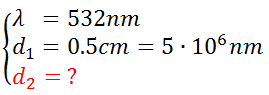 λ = 532nm
d₁ = 0.5cm = 5 · 10⁶nm
d₂ = ?